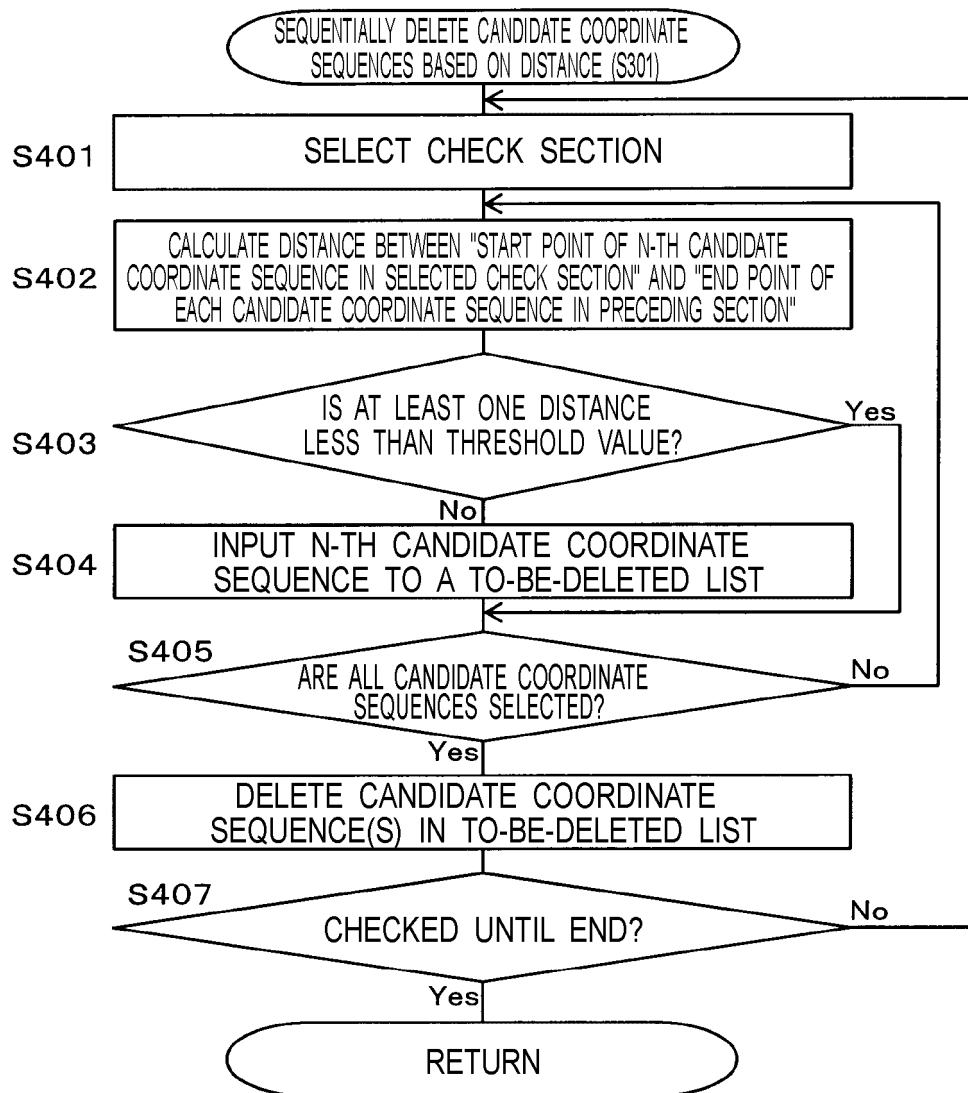 SEQUENTIALLY DELETE CANDIDATE COORDINATE
SEQUENCES BASED ON DISTANCE (S301)
S401
SELECT CHECK SECTION
S402
CALCULATE DISTANCE BETWEEN "START POINT OF N-TH CANDIDATE
COORDINATE SEQUENCE IN SELECTED CHECK SECTION" AND "END POINT OF
EACH CANDIDATE COORDINATE SEQUENCE IN PRECEDING SECTION"
S403
IS AT LEAST ONE DISTANCE
LESS THAN THRESHOLD VALUE?
Yes
No
S404
INPUT N-TH CANDIDATE COORDINATE
SEQUENCE TO A TO-BE-DELETED LIST
S405
ARE ALL CANDIDATE COORDINATE
SEQUENCES SELECTED?
No
Yes
S406
DELETE CANDIDATE COORDINATE
SEQUENCE(S) IN TO-BE-DELETED LIST
S407
CHECKED UNTIL END?
No
Yes
RETURN